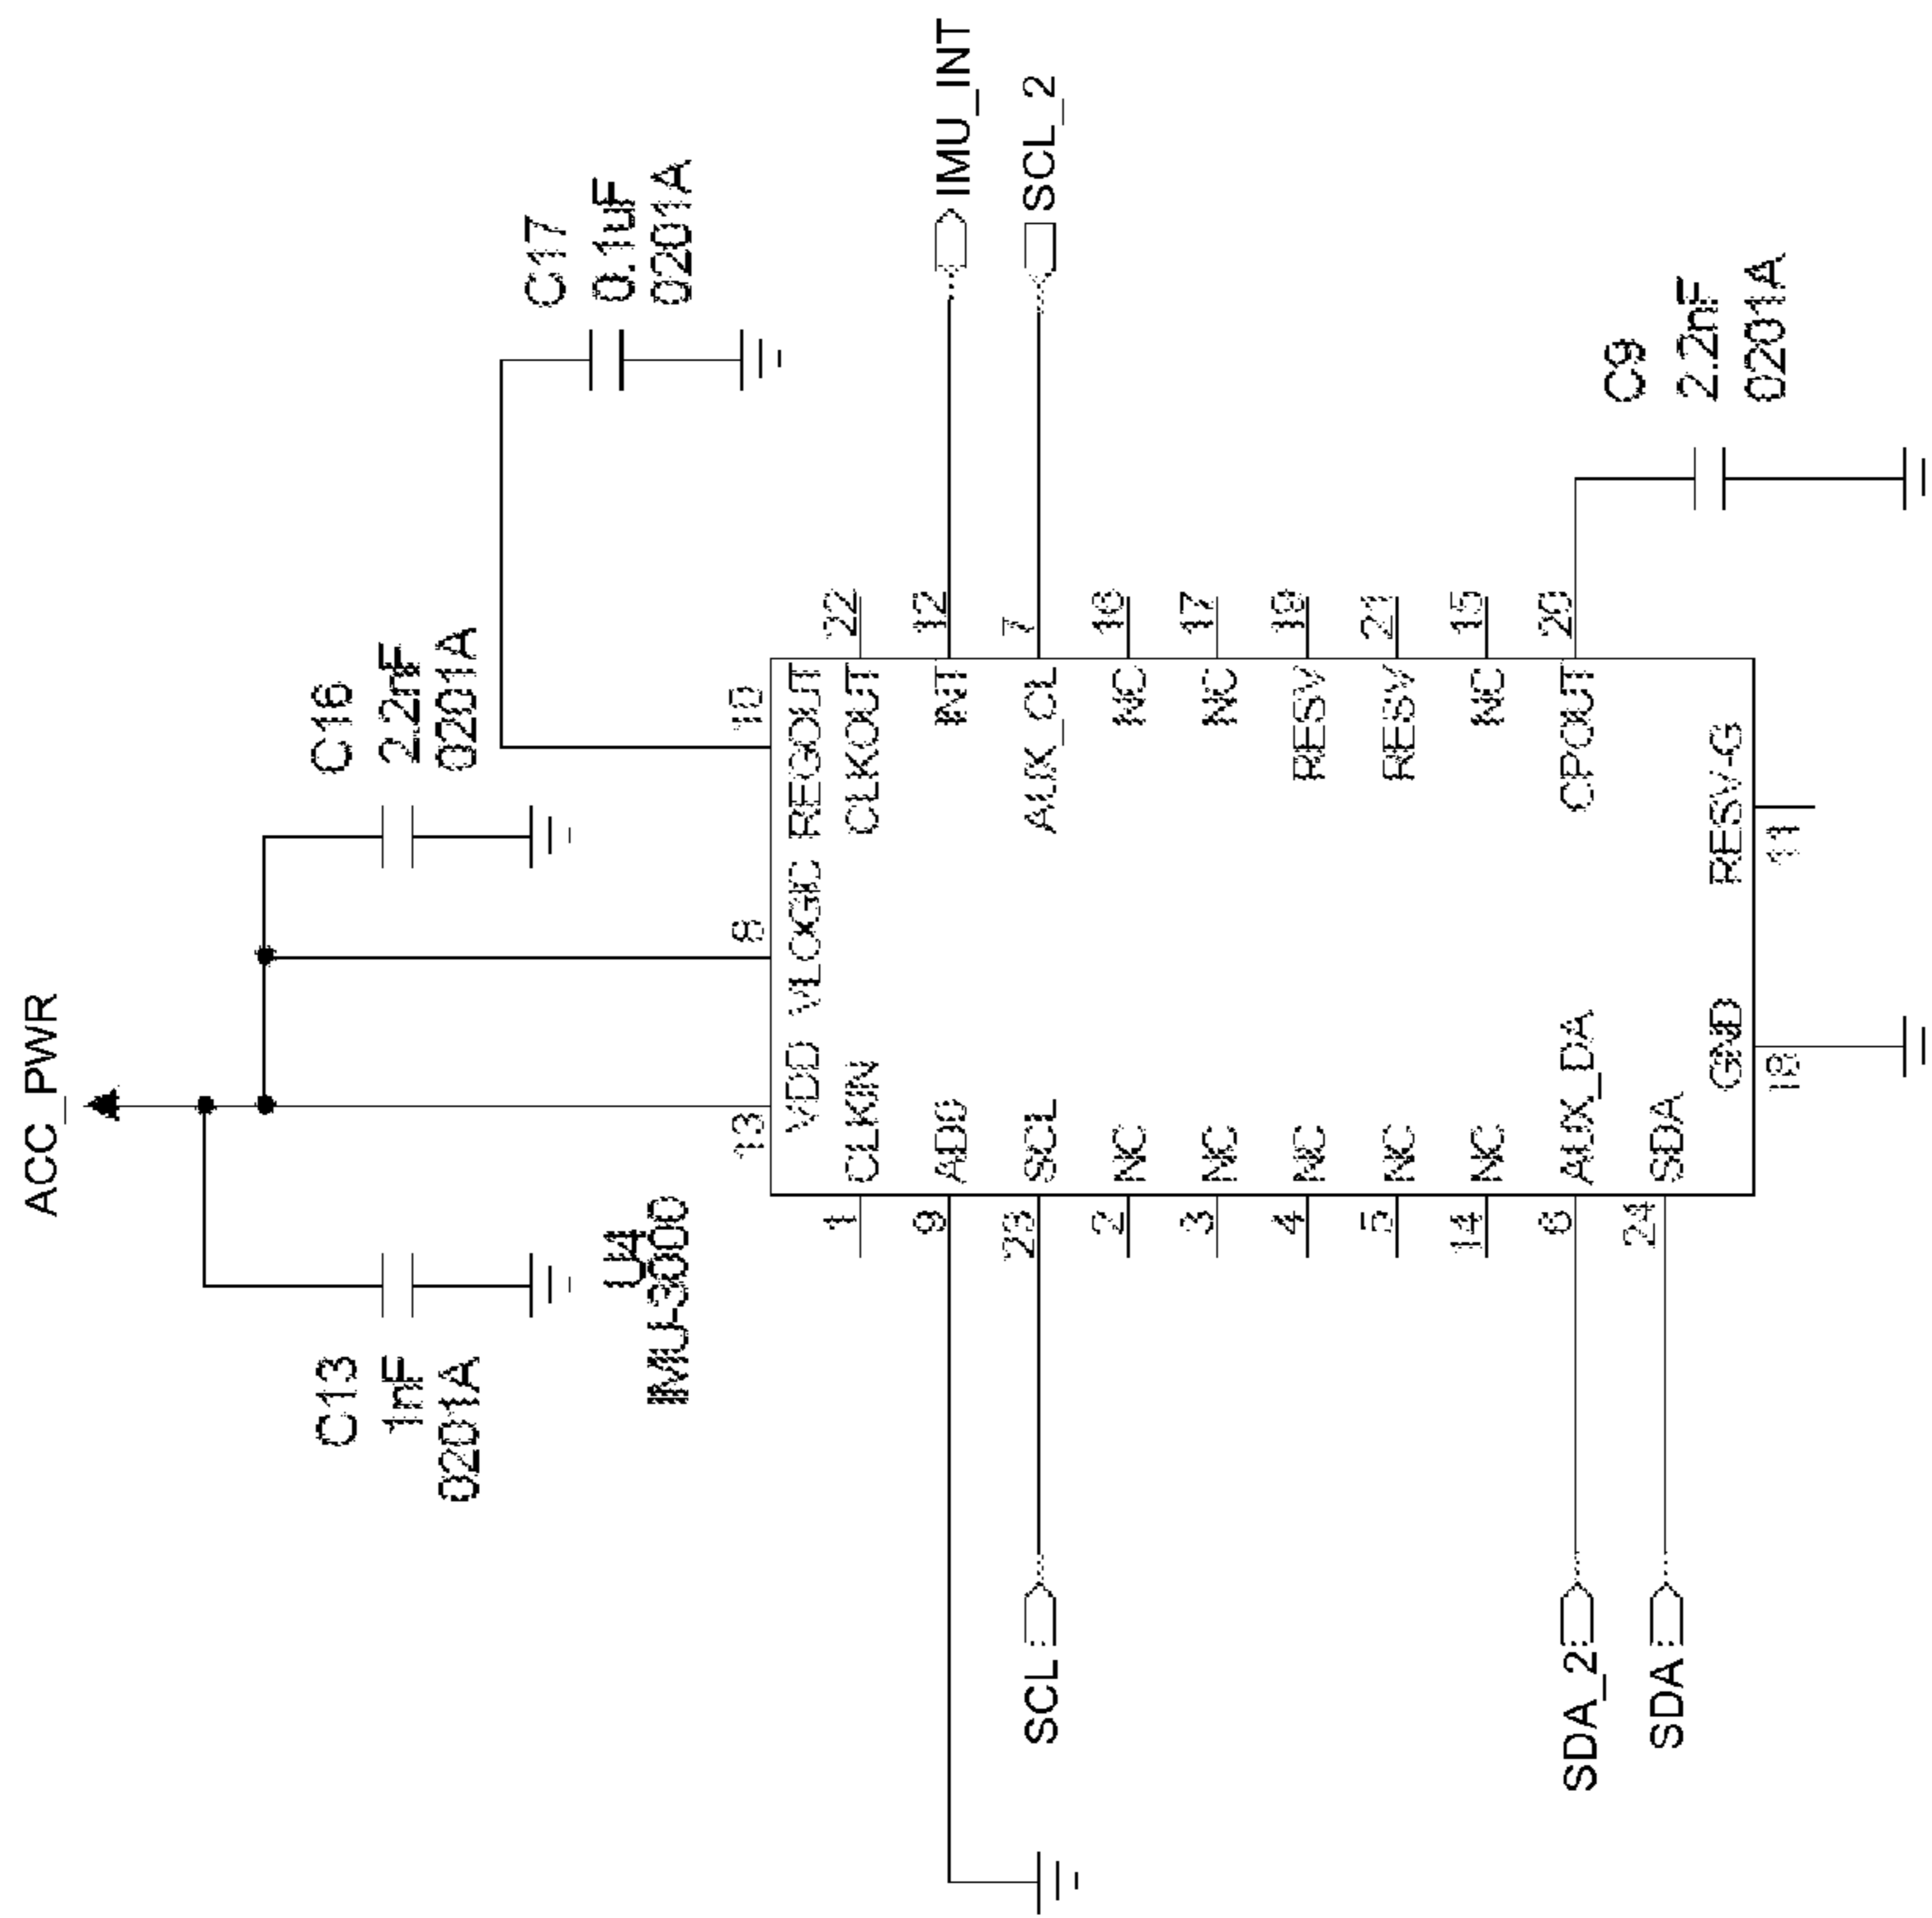 ACC_PWR
C13
1nF
0201A
C16
2.2nF
0201A
C17
0.1uF
0201A
U4
IMU-3000
13
8
10
VDD VLOGIC REGOUT
1
CLKIN
CLKOUT
22
9
AD0
INT
12
IMU_INT
SCL
23
SCL
AUX_CL
7
SCL_2
2
NC
NC
16
3
NC
NC
17
4
NC
RESV
19
5
NC
RESV
21
14
NC
NC
15
SDA_2
6
AUX_DA
CPOUT
20
SDA
24
SDA
C9
2.2nF
0201A
GND
RESV-G
18
11